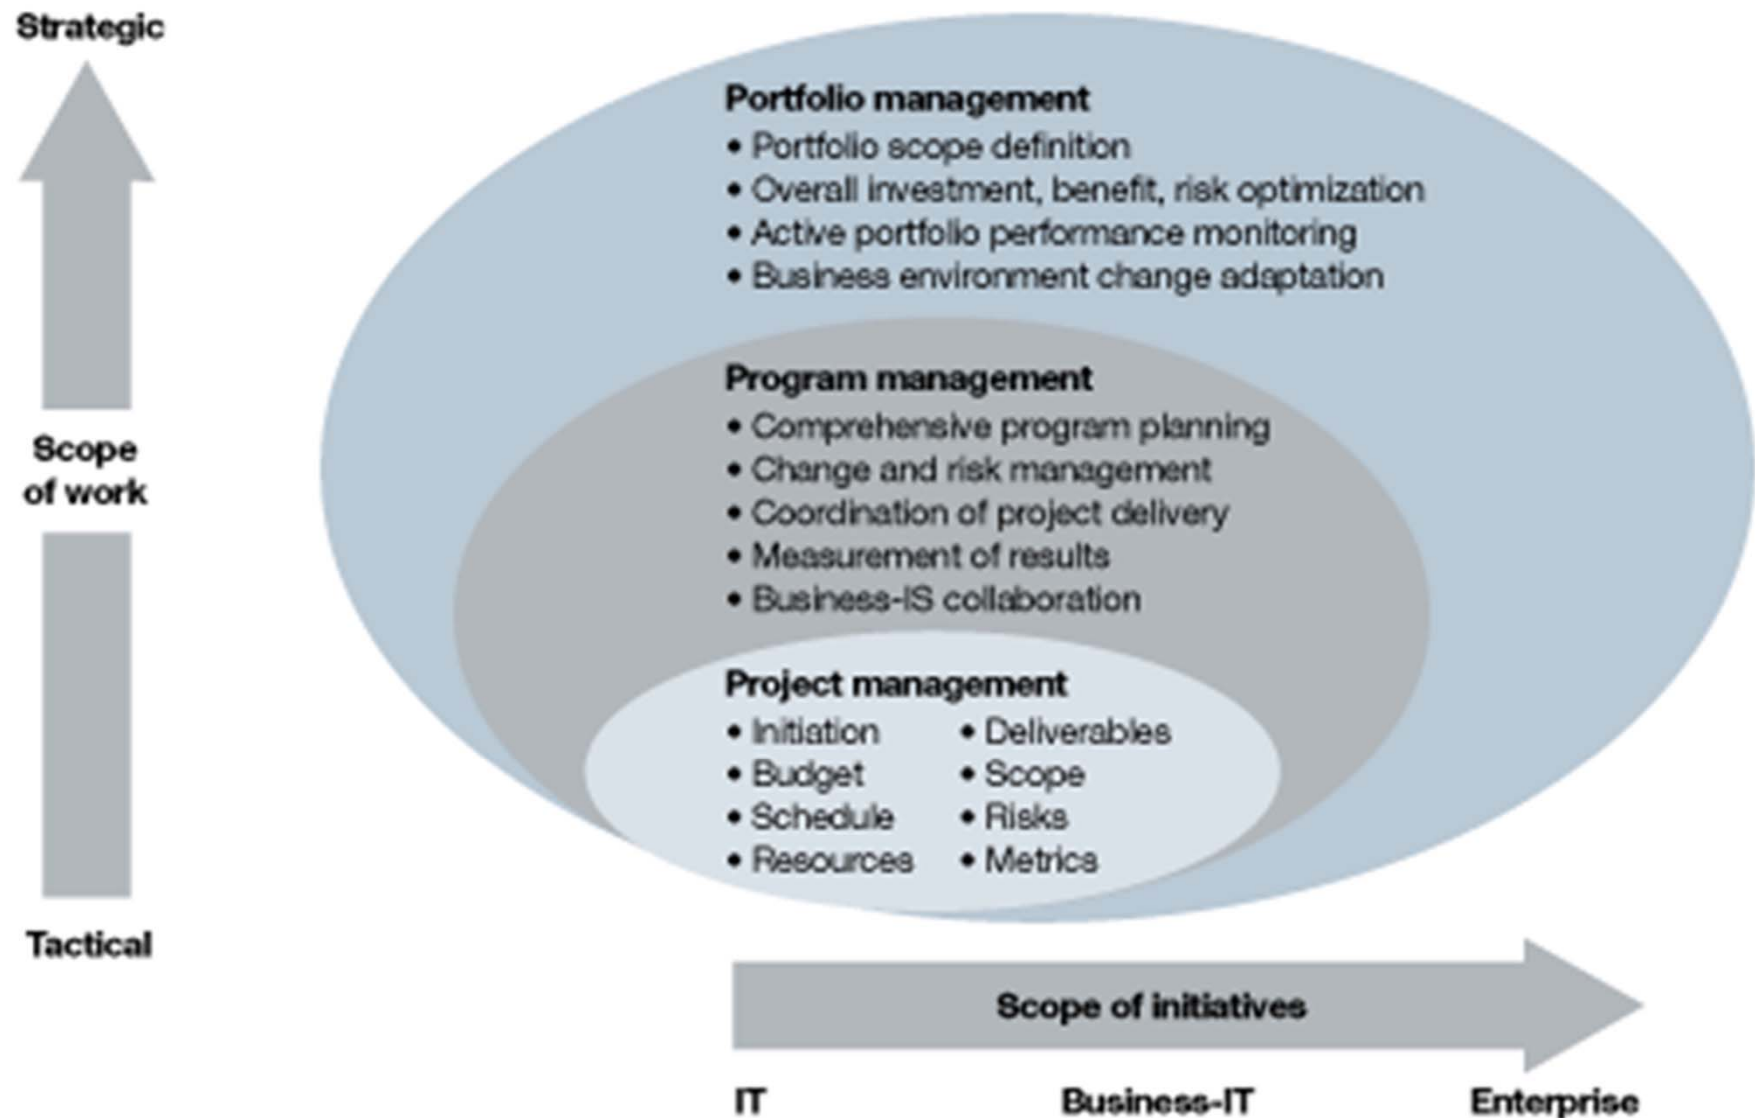 Strategic
Portfolio management
• Portfolio scope definition
• Overall investment, benefit, risk optimization
• Active portfolio performance monitoring
• Business environment change adaptation
Program management
• Comprehensive program planning
• Change and risk management
• Coordination of project delivery
• Measurement of results
• Business-IS collaboration
Scope
of work
Project management
• Initiation
• Budget
• Schedule
• Resources
• Deliverables
• Scope
• Risks
• Metrics
Tactical
Scope of initiatives
IT
Business-IT
Enterprise